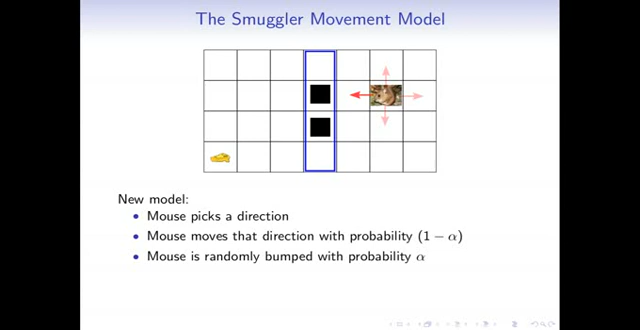 The Smuggler Movement Model
New model:
Mouse picks a direction
Mouse moves that direction with probability (1 − α)
Mouse is randomly bumped with probability α